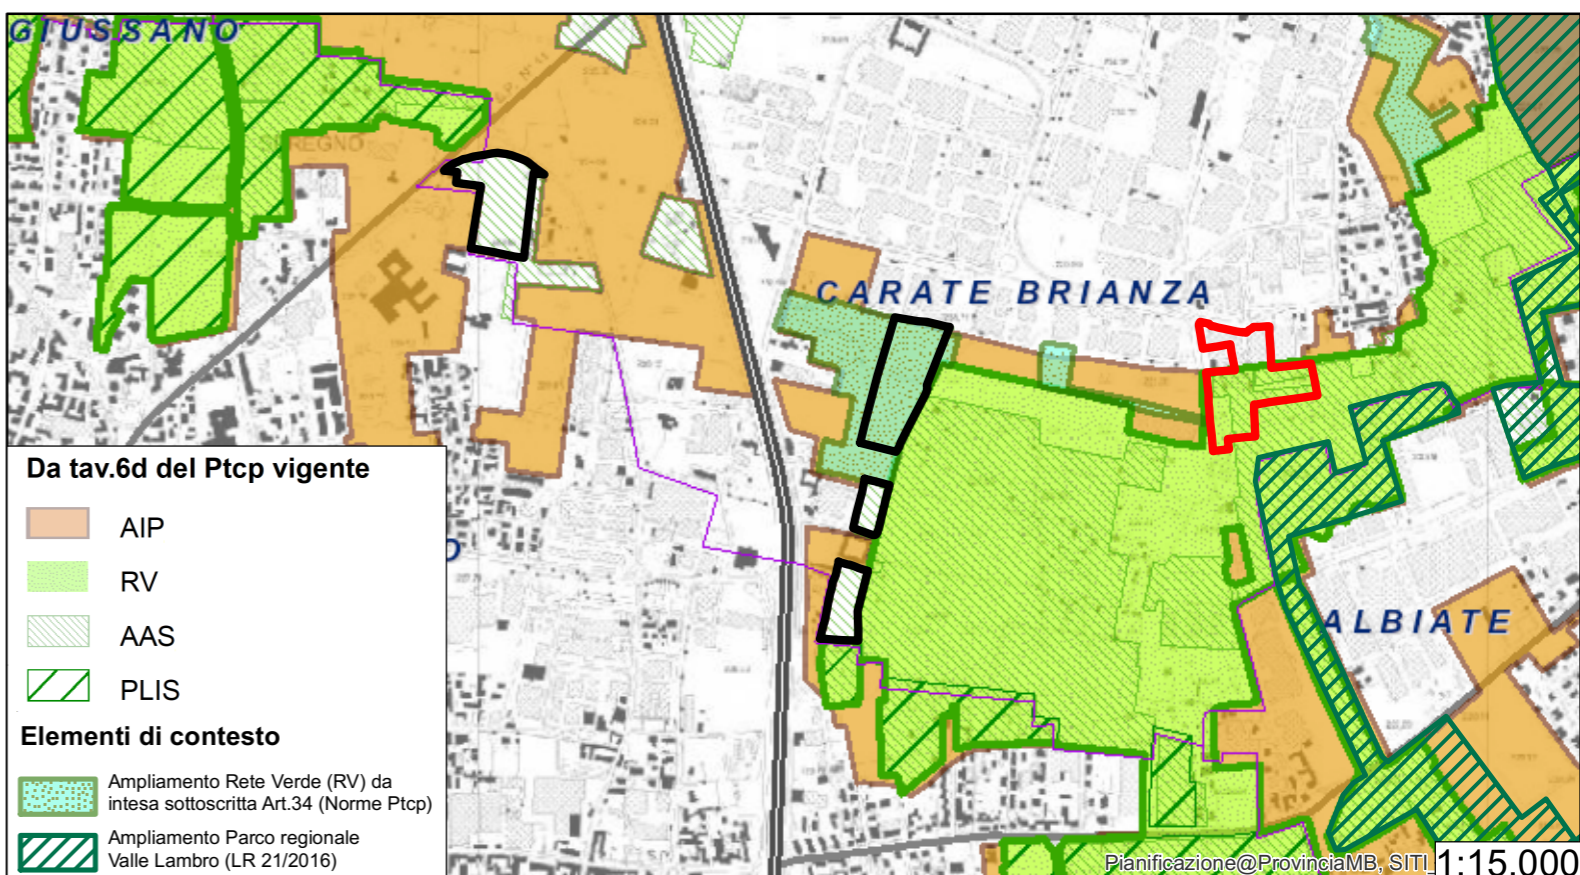 GIUSSANO
SEREGNO
CARATE BRIANZA
ALBIATE
O
Da tav.6d del Ptcp vigente
AIP
RV
AAS
PLIS
Elementi di contesto
Ampliamento Rete Verde (RV) da
intesa sottoscritta Art.34 (Norme Ptcp)
Ampliamento Parco regionale
Valle Lambro (LR 21/2016)
Pianificazione@ProvinciaMB, SITI
1:15.000